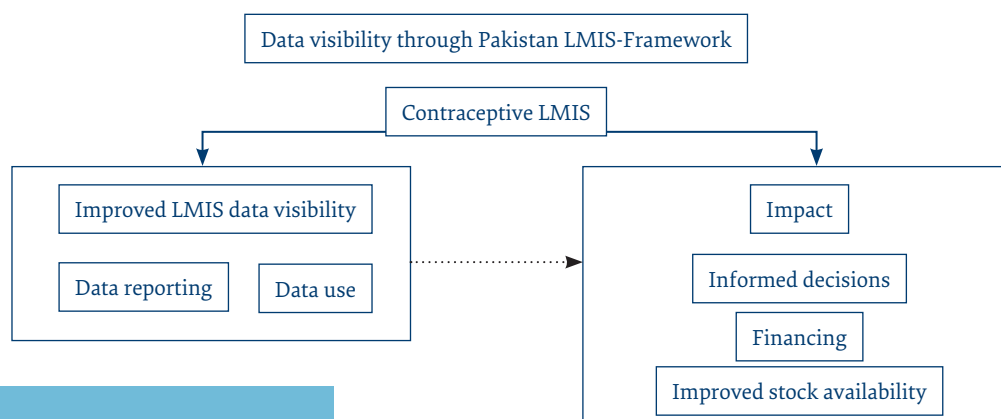 Data visibility through Pakistan LMIS-Framework
Contraceptive LMIS
Improved LMIS data visibility
Data reporting
Data use
Impact
Informed decisions
Financing
Improved stock availability